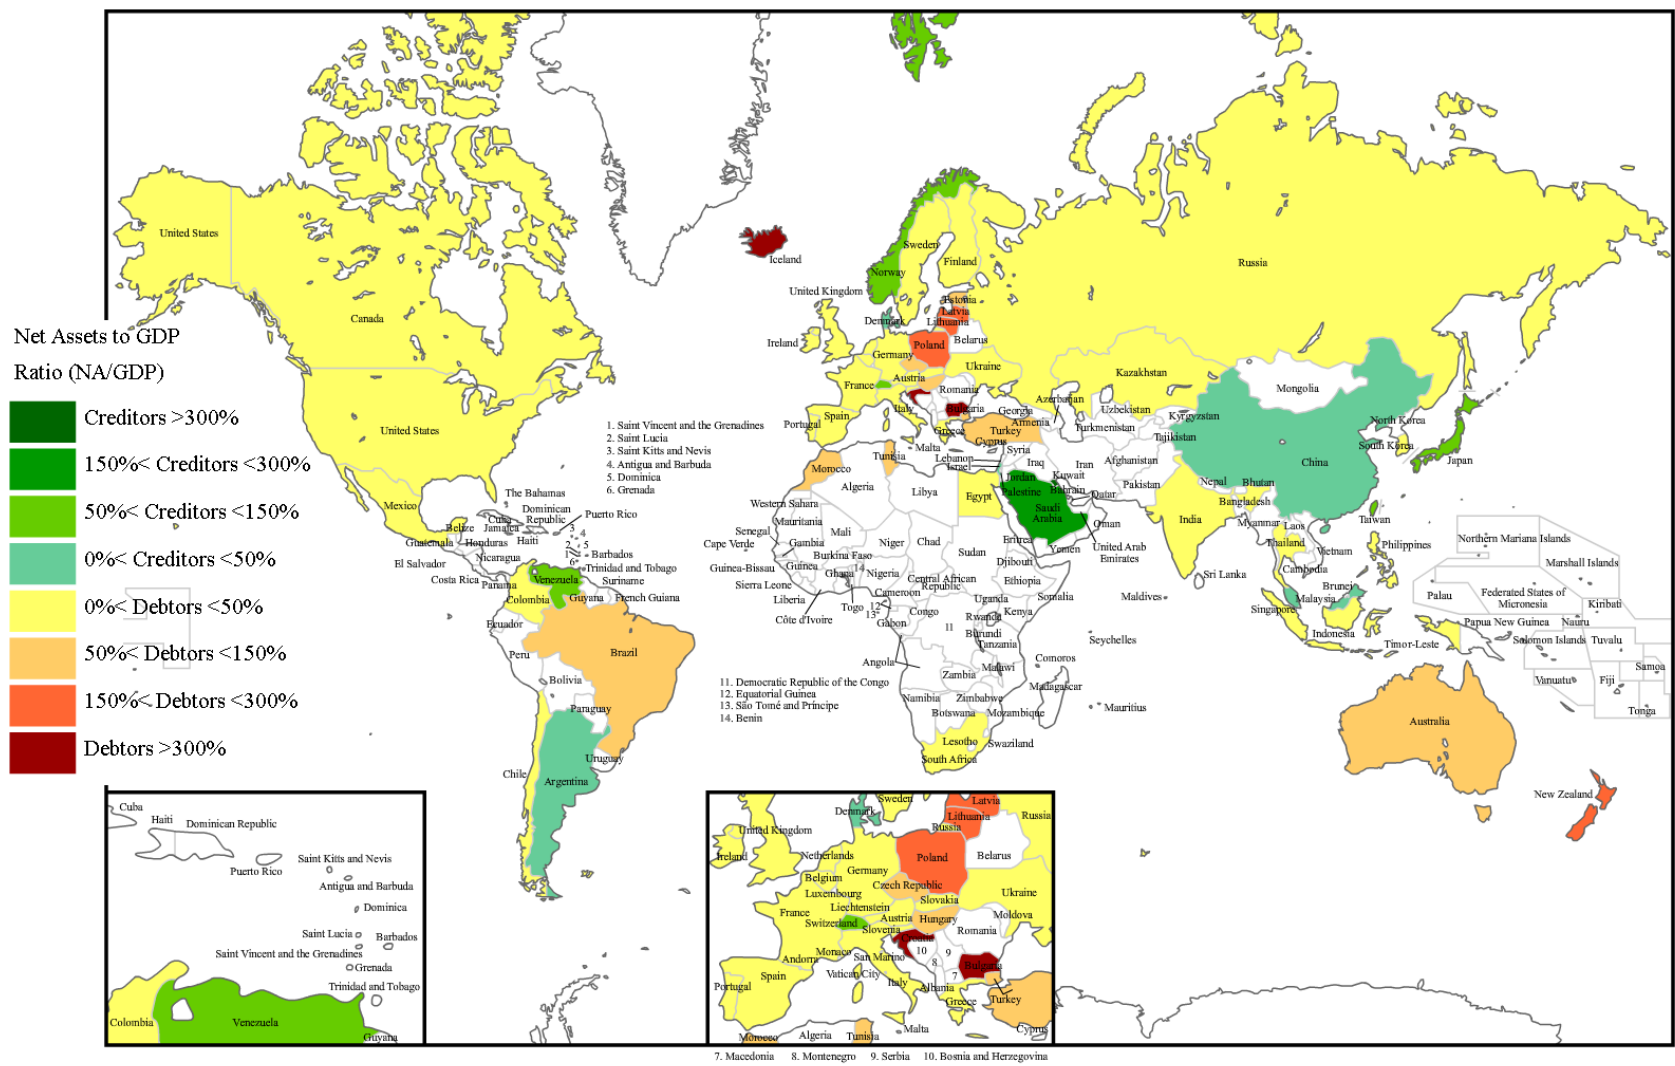 Net Assets to GDP
Ratio (NA/GDP)
Creditors >300%
150%< Creditors <300%
50%< Creditors <150%
0%< Creditors <50%
0%< Debtors <50%
50%< Debtors <150%
150%< Debtors <300%
Debtors >300%
United States
Canada
United States
Mexico
The Bahamas
Cuba
Dominican
Republic
Puerto Rico
Belize
Jamaica
Haiti
Guatemala
Honduras
El Salvador
Nicaragua
Costa Rica
Panama
3
4
2
5
1
6
Barbados
Trinidad and Tobago
Venezuela
Suriname
Guyana
French Guiana
Colombia
Ecuador
Peru
Brazil
Bolivia
Paraguay
Uruguay
Chile
Argentina
1. Saint Vincent and the Grenadines
2. Saint Lucia
3. Saint Kitts and Nevis
4. Antigua and Barbuda
5. Dominica
6. Grenada
Iceland
Norway
Sweden
Finland
Russia
United Kingdom
Ireland
Denmark
Estonia
Latvia
Lithuania
Belarus
Poland
Germany
Ukraine
Austria
France
Romania
Italy
Bulgaria
Spain
Portugal
Greece
Malta
Turkey
Cyprus
Georgia
Armenia
Azerbaijan
Kazakhstan
Uzbekistan
Turkmenistan
Kyrgyzstan
Tajikistan
Mongolia
China
North Korea
South Korea
Japan
Taiwan
Syria
Lebanon
Israel
Iraq
Iran
Afghanistan
Pakistan
Kuwait
Jordan
Palestine
Bahrain
Qatar
Saudi
Arabia
Oman
United Arab
Emirates
Yemen
Nepal
Bhutan
Bangladesh
India
Myanmar
Laos
Thailand
Vietnam
Cambodia
Sri Lanka
Maldives
Brunei
Malaysia
Singapore
Indonesia
Philippines
Timor-Leste
Papua New Guinea
Palau
Northern Mariana Islands
Marshall Islands
Federated States of
Micronesia
Kiribati
Nauru
Solomon Islands
Tuvalu
Samoa
Vanuatu
Fiji
Tonga
Australia
New Zealand
Morocco
Tunisia
Algeria
Libya
Egypt
Western Sahara
Mauritania
Mali
Niger
Chad
Sudan
Eritrea
Djibouti
Ethiopia
Somalia
Senegal
Cape Verde
Gambia
Guinea-Bissau
Guinea
Sierra Leone
Liberia
Côte d'Ivoire
Burkina Faso
Ghana
14
Togo
Nigeria
Cameroon
Central African
Republic
12
13
Gabon
Congo
11
Uganda
Kenya
Rwanda
Burundi
Tanzania
Angola
Zambia
Malawi
Namibia
Zimbabwe
Botswana
Mozambique
Lesotho
Swaziland
South Africa
Comoros
Madagascar
Seychelles
Mauritius
11. Democratic Republic of the Congo
12. Equatorial Guinea
13. São Tomé and Príncipe
14. Benin
Cuba
Haiti
Dominican Republic
Puerto Rico
Saint Kitts and Nevis
Antigua and Barbuda
Dominica
Saint Lucia
Barbados
Saint Vincent and the Grenadines
Grenada
Trinidad and Tobago
Colombia
Venezuela
Guyana
Sweden
Denmark
Latvia
Lithuania
Russia
Russia
United Kingdom
Ireland
Netherlands
Poland
Belarus
Belgium
Germany
Czech Republic
Luxembourg
Slovakia
Ukraine
Liechtenstein
France
Austria
Hungary
Moldova
Switzerland
Slovenia
Romania
Croatia
10
9
8
7
Monaco
San Marino
Andorra
Bulgaria
Spain
Vatican City
Italy
Portugal
Albania
Greece
Turkey
Malta
Cyprus
Morocco
Algeria
Tunisia
7. Macedonia
8. Montenegro
9. Serbia
10. Bosnia and Herzegovina